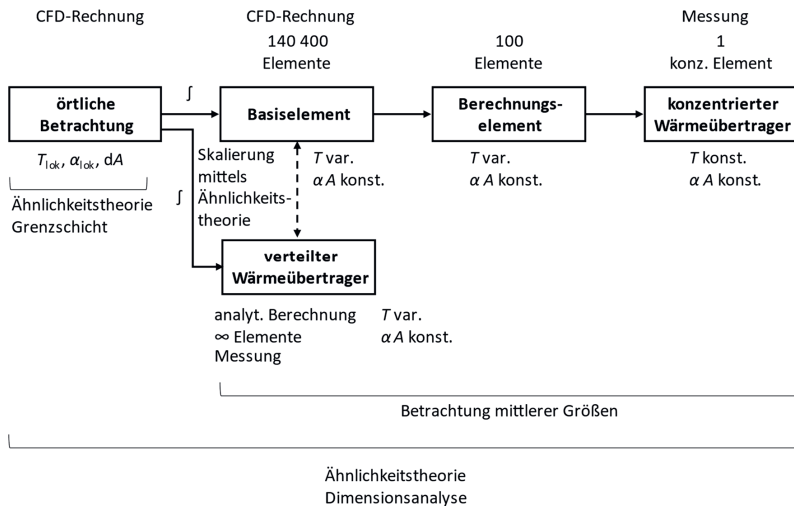 CFD-Rechnung
CFD-Rechnung
140 400
Elemente
100
Elemente
Messung
1
konz. Element
örtliche
Betrachtung
∫
Basiselement
Berechnungs-
element
konzentrierter
Wärmeübertrager
T_lok, α_lok, dA
Ähnlichkeitstheorie
Grenzschicht
∫
Skalierung
mittels
Ähnlichkeits-
theorie
T var.
α A konst.
T var.
α A konst.
T konst.
α A konst.
verteilter
Wärmeübertrager
analyt. Berechnung
∞ Elemente
Messung
T var.
α A konst.
Betrachtung mittlerer Größen
Ähnlichkeitstheorie
Dimensionsanalyse